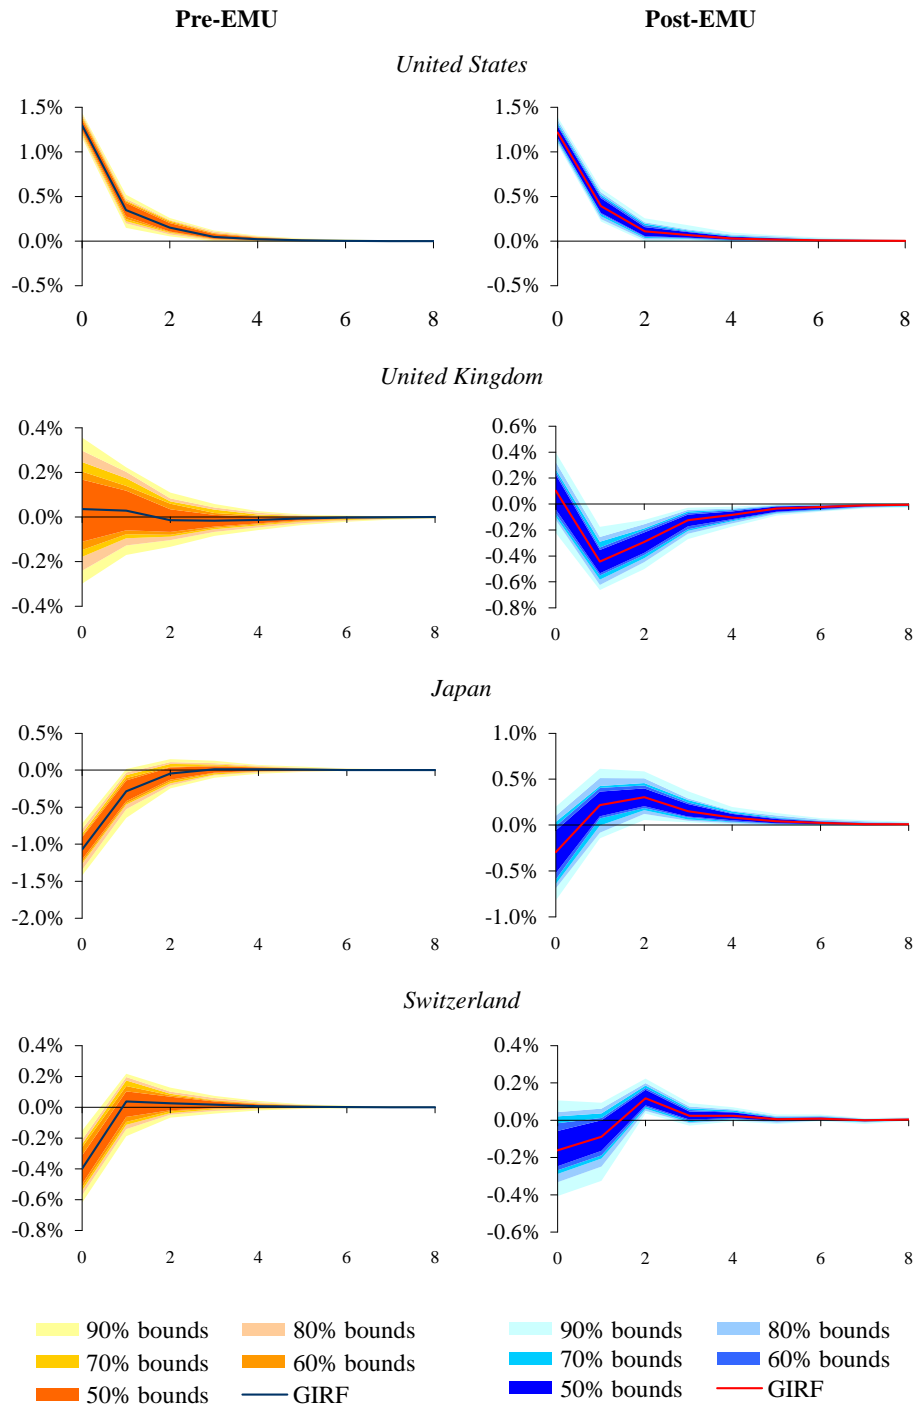 Pre-EMU Post-EMU
United States
1.5% 1.5%
1.0% 1.0%
0.5% 0.5%
0.0% 0.0%
-0.5% -0.5%
0 2 4 6 8 0 2 4 6 8
United Kingdom
0.4% 0.6%
0.2% 0.4%
0.0% 0.2%
-0.2% 0.0%
-0.4% -0.2%
-0.4%
-0.6%
-0.8%
0 2 4 6 8 0 2 4 6 8
Japan
0.5% 1.0%
0.0% 0.5%
-0.5% 0.0%
-1.0% -0.5%
-1.5% -1.0%
-2.0%
0 2 4 6 8 0 2 4 6 8
Switzerland
0.4% 0.4%
0.2% 0.2%
0.0% 0.0%
-0.2% -0.2%
-0.4% -0.4%
-0.6% -0.6%
-0.8%
0 2 4 6 8 0 2 4 6 8
90% bounds 80% bounds 90% bounds 80% bounds
70% bounds 60% bounds 70% bounds 60% bounds
50% bounds GIRF 50% bounds GIRF